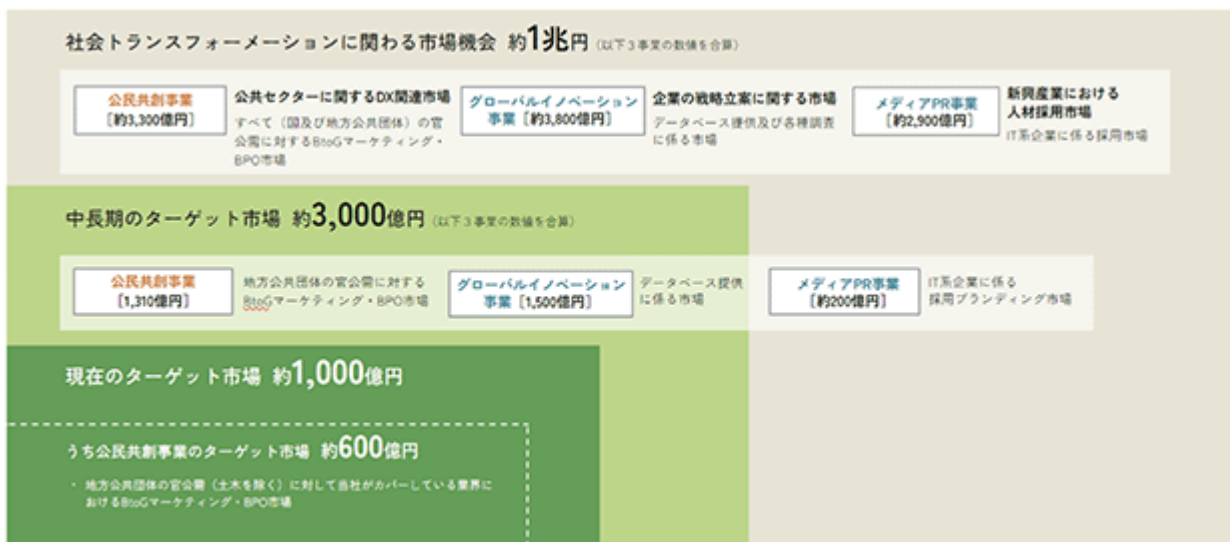 社会トランスフォーメーションに関わる市場機会 約1兆円（以下３事業の数値を合算）
公民共創事業
［約3,300億円］
公共セクターに関するDX関連市場
すべて（国及び地方公共団体）の官
公需に対するBtoGマーケティング・
BPO市場
グローバルイノベーション
事業［約3,800億円］
企業の戦略立案に関する市場
データベース提供及び各種調査
に係る市場
メディアPR事業
［約2,900億円］
新興産業における
人材採用市場
IT系企業に係る採用市場
中長期のターゲット市場 約3,000億円（以下３事業の数値を合算）
公民共創事業
［1,310億円］
地方公共団体の官公需に対する
BtoGマーケティング・BPO市場
グローバルイノベーション
事業［1,500億円］
データベース提供
に係る市場
メディアPR事業
［約200億円］
IT系企業に係る
採用ブランディング市場
現在のターゲット市場 約1,000億円
うち公民共創事業のターゲット市場 約600億円
・ 地方公共団体の官公需（土木を除く）に対して当社がカバーしている業界に
おけるBtoGマーケティング・BPO市場